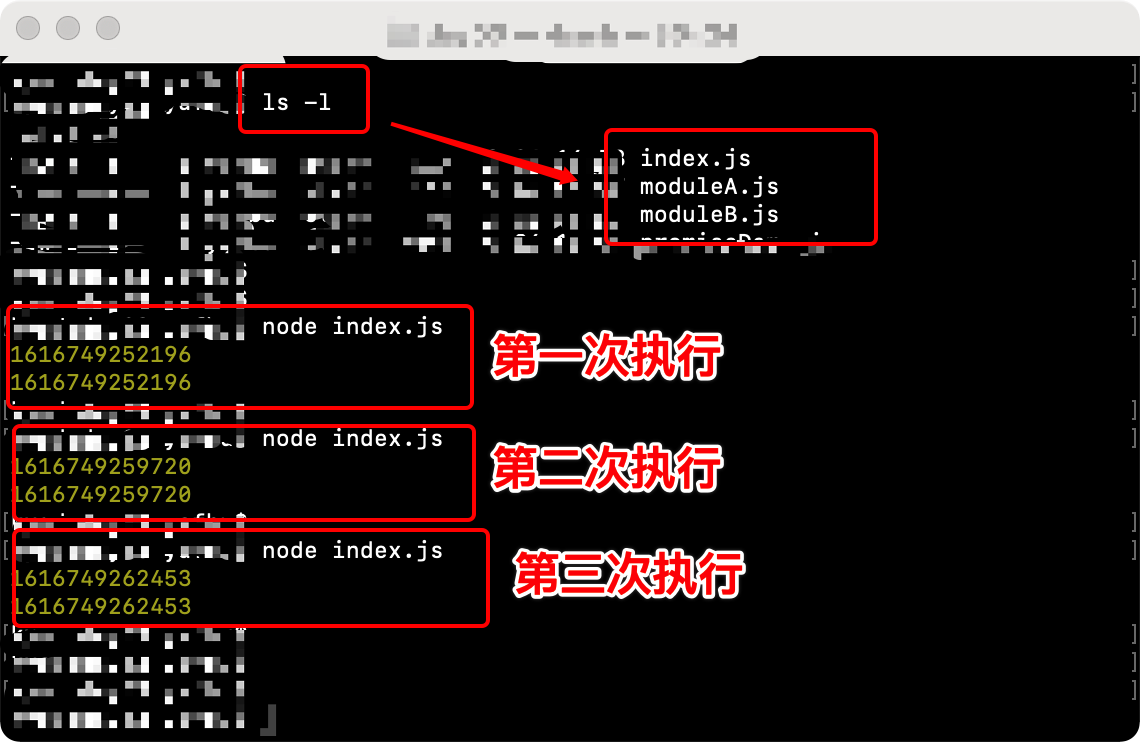 ls -l
index.js
moduleA.js
moduleB.js
node index.js
1616749252196
1616749252196
第一次执行
node index.js
1616749259720
1616749259720
第二次执行
node index.js
1616749262453
1616749262453
第三次执行